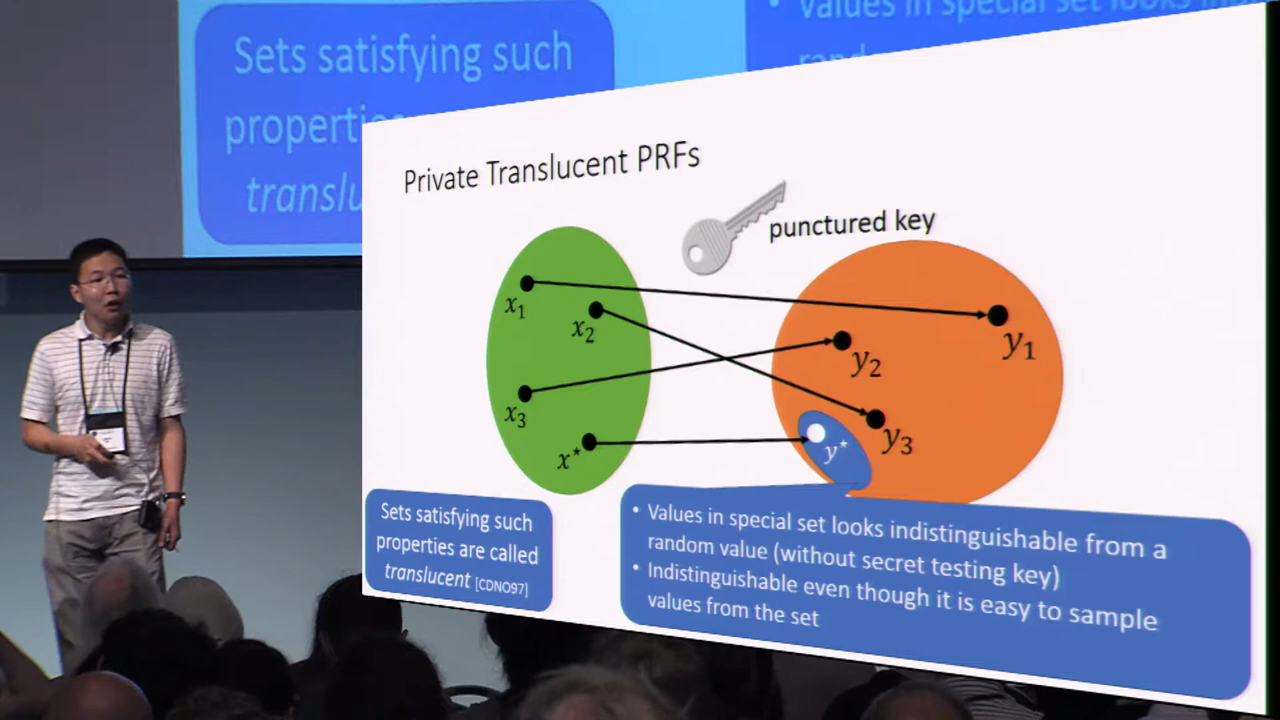 Sets satisfying such
• values in special set looks
Private Translucent PRFs
punctured key
x₁
x₂
x₃
x*
y₁
y₂
y₃
y*
Sets satisfying such
properties are called
translucent [CDNO97]
• Values in special set looks indistinguishable from a
random value (without secret testing key)
• Indistinguishable even though it is easy to sample
values from the set